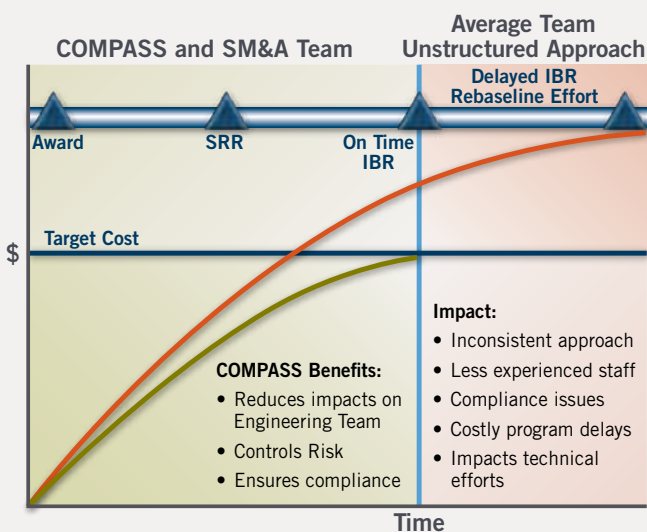 COMPASS and SM&A Team
Average Team
Unstructured Approach
Delayed IBR
Rebaseline Effort
Award
SRR
On Time
IBR
Target Cost
$
COMPASS Benefits:
• Reduces impacts on
Engineering Team
• Controls Risk
• Ensures compliance
Impact:
• Inconsistent approach
• Less experienced staff
• Compliance issues
• Costly program delays
• Impacts technical
efforts
Time